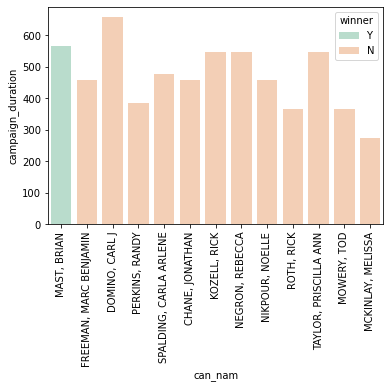 winner
Y
N
campaign_duration
600
500
400
300
200
100
0
MAST, BRIAN
FREEMAN, MARC BENJAMIN
DOMINO, CARL J
PERKINS, RANDY
SPALDING, CARLA ARLENE
CHANE, JONATHAN
KOZELL, RICK
NEGRON, REBECCA
NIKPOUR, NOELLE
ROTH, RICK
TAYLOR, PRISCILLA ANN
MOWERY, TOD
MCKINLAY, MELISSA
can_nam